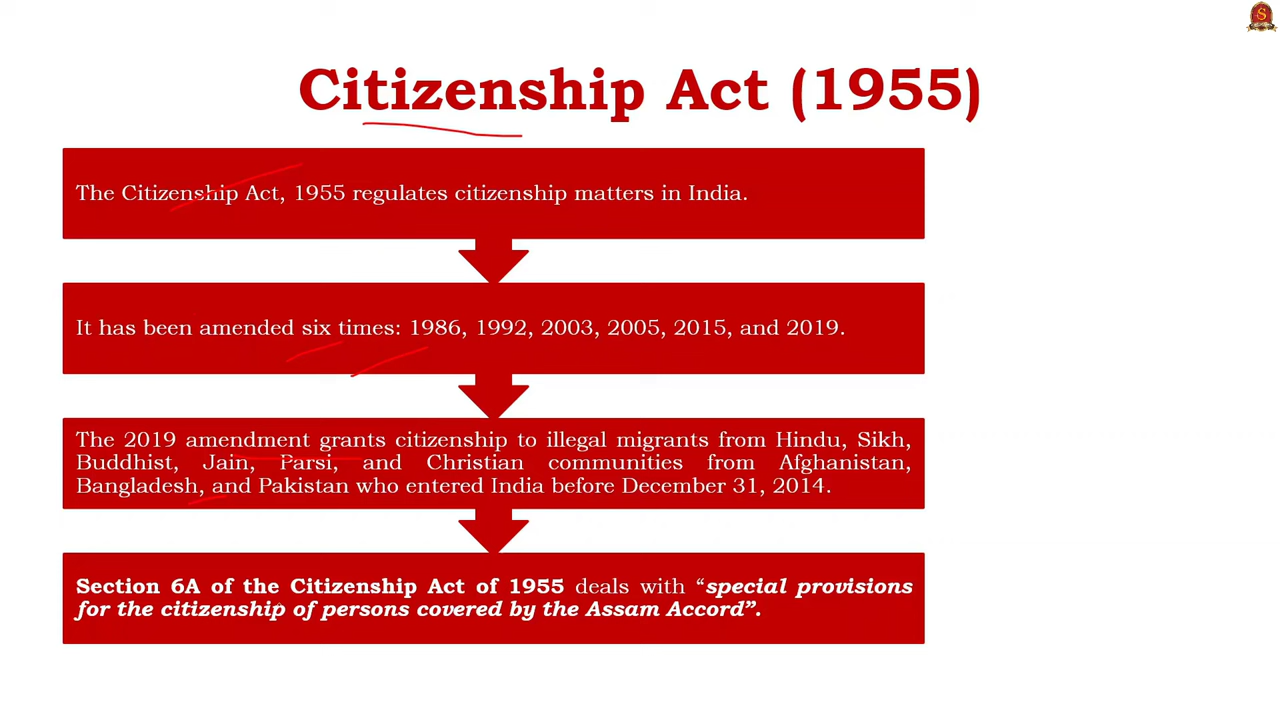 Citizenship Act (1955)
The Citizenship Act, 1955 regulates citizenship matters in India.
It has been amended six times: 1986, 1992, 2003, 2005, 2015, and 2019.
The 2019 amendment grants citizenship to illegal migrants from Hindu, Sikh,
Buddhist, Jain, Parsi, and Christian communities from Afghanistan,
Bangladesh, and Pakistan who entered India before December 31, 2014.
Section 6A of the Citizenship Act of 1955 deals with “special provisions
for the citizenship of persons covered by the Assam Accord”.